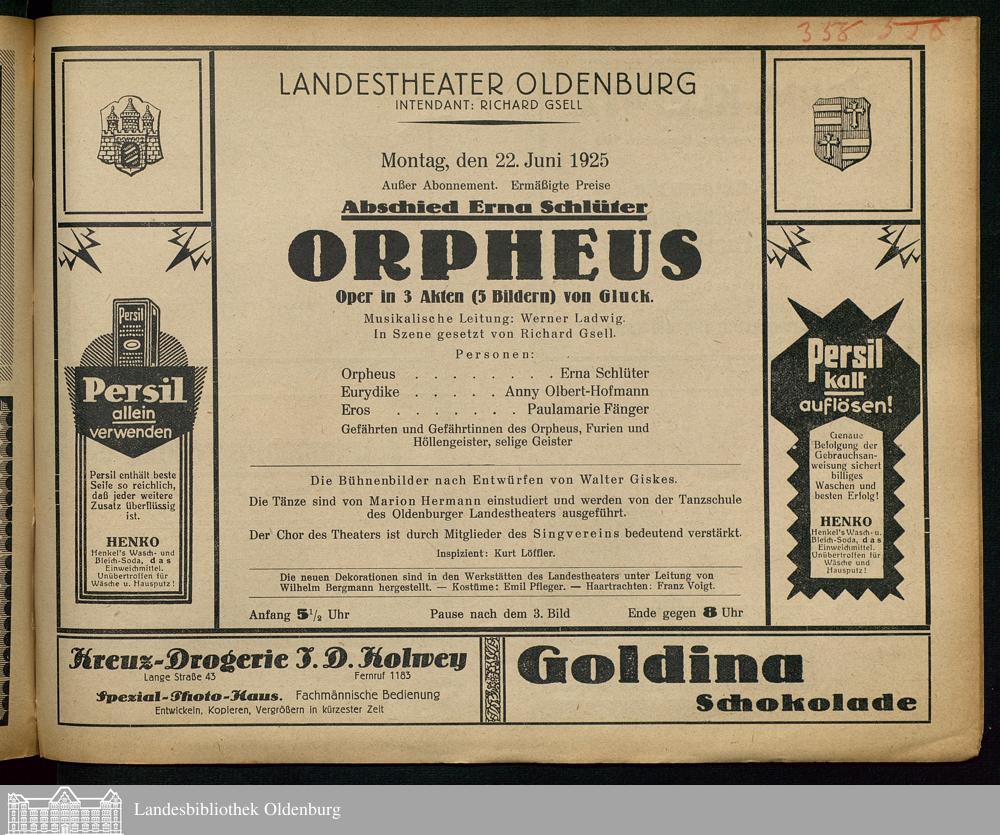 358 528
LANDESTHEATER OLDENBURG
INTENDANT: RICHARD GSELL
Montag, den 22. Juni 1925
Außer Abonnement. Ermäßigte Preise
Abschied Erna Schlüter
ORPHEUS
Oper in 3 Akten (5 Bildern) von Gluck.
Musikalische Leitung: Werner Ladwig.
In Szene gesetzt von Richard Gsell.
Personen:
Orpheus . . . . . . . . Erna Schlüter
Eurydike . . . . . Anny Olbert-Hofmann
Eros . . . . . . . Paulamarie Fänger
Gefährten und Gefährtinnen des Orpheus, Furien und
Höllengeister, selige Geister
Die Bühnenbilder nach Entwürfen von Walter Giskes.
Die Tänze sind von Marion Hermann einstudiert und werden von der Tanzschule
des Oldenburger Landestheaters ausgeführt.
Der Chor des Theaters ist durch Mitglieder des Singvereins bedeutend verstärkt.
Inspizient: Kurt Löffler.
Die neuen Dekorationen sind in den Werkstätten des Landestheaters unter Leitung von
Wilhelm Bergmann hergestellt. — Kostüme: Emil Pfleger. — Haartrachten: Franz Voigt.
Anfang 5 1/2 Uhr Pause nach dem 3. Bild Ende gegen 8 Uhr
Persil
Persil
allein
verwenden
Persil enthält beste
Seife so reichlich,
daß jeder weitere
Zusatz überflüssig
ist.
HENKO
Henkel's Wasch- und
Bleich-Soda, das
Einweichmittel.
Unübertroffen für
Wäsche u. Hausputz!
Persil
kalt
auflösen!
Genaue
Befolgung der
Gebrauchsan-
weisung sichert
billiges
Waschen und
besten Erfolg!
HENKO
Henkel's Wasch- u.
Bleich-Soda, das
Einweichmittel.
Unübertroffen für
Wäsche und
Hausputz!
Kreuz-Drogerie J. D. Kolwey
Lange Straße 43 Fernruf 1183
Spezial-Photo-Haus. Fachmännische Bedienung
Entwickeln, Kopieren, Vergrößern in kürzester Zeit
Goldina
Schokolade
Landesbibliothek Oldenburg